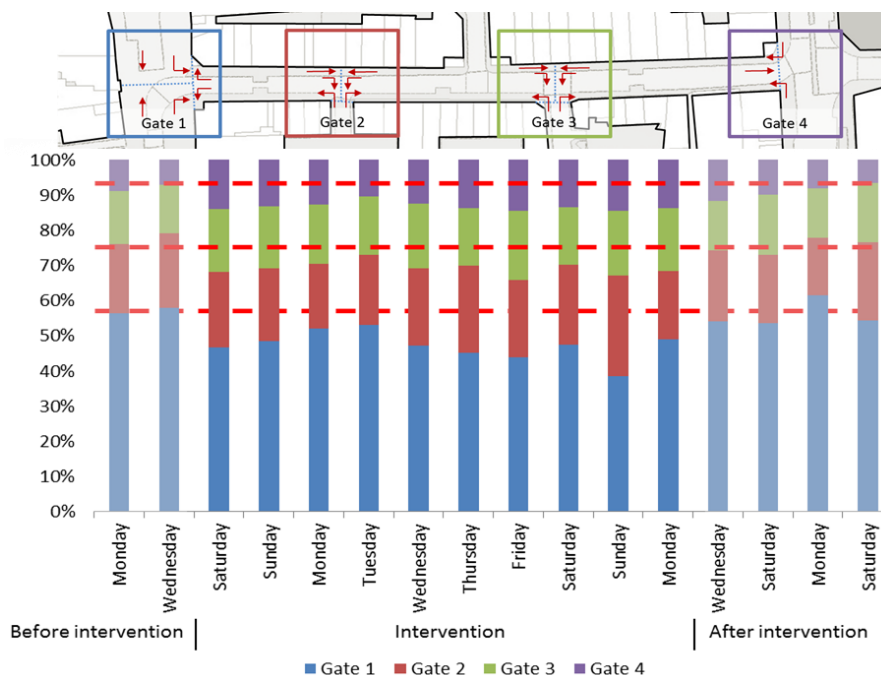 Gate 1 Gate 2 Gate 3 Gate 4
100%
90%
80%
70%
60%
50%
40%
30%
20%
10%
0%
Monday
Wednesday
Saturday
Sunday
Monday
Tuesday
Wednesday
Thursday
Friday
Saturday
Sunday
Monday
Wednesday
Saturday
Monday
Saturday
Before intervention Intervention After intervention
Gate 1 Gate 2 Gate 3 Gate 4